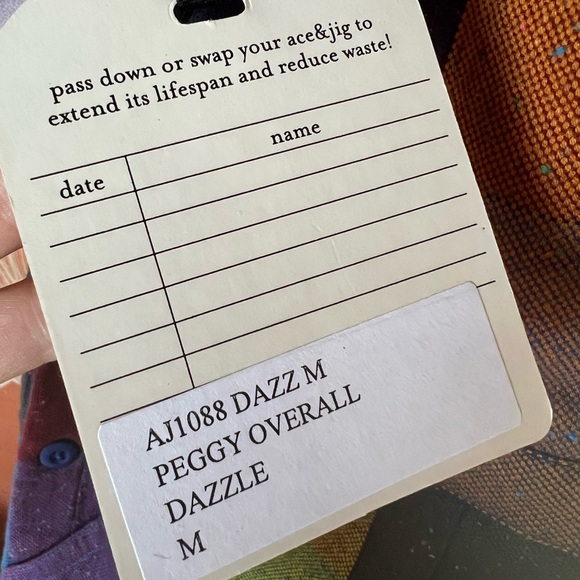 pass down or swap your ace&jig to
extend its lifespan and reduce waste!
name
date
AJ1088 DAZZ M
PEGGY OVERALL
DAZZLE
M